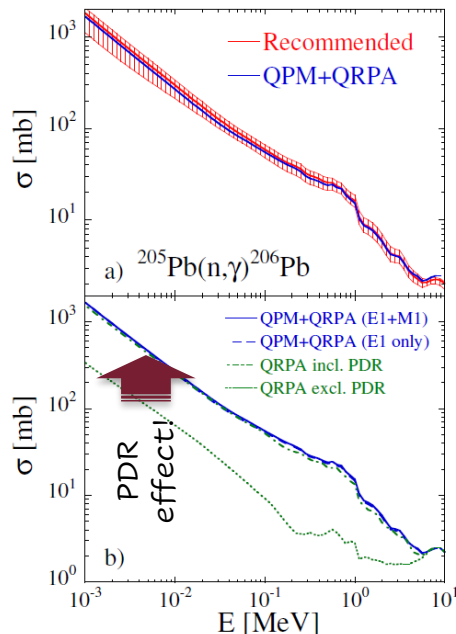 10³
10²
10¹
σ [mb]
Recommended
QPM+QRPA
a) ²⁰⁵Pb(n,γ)²⁰⁶Pb
10³
10²
10¹
10⁰
σ [mb]
QPM+QRPA (E1+M1)
QPM+QRPA (E1 only)
QRPA incl. PDR
QRPA excl. PDR
PDR
effect!
b)
10⁻³ 10⁻² 10⁻¹ 10⁰ 10¹
E [MeV]